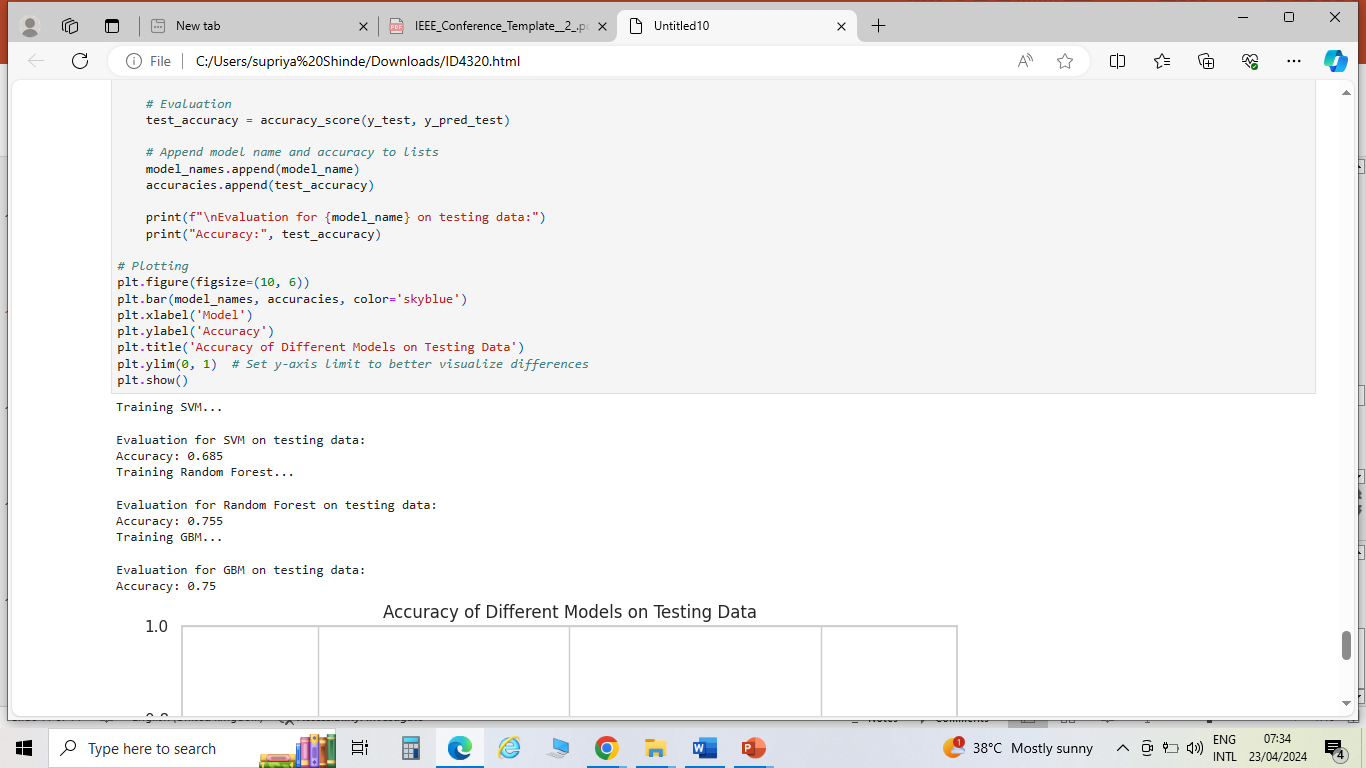 New tab
IEEE_Conference_Template__2_.p
Untitled10
File
C:/Users/supriya%20Shinde/Downloads/ID4320.html
# Evaluation
test_accuracy = accuracy_score(y_test, y_pred_test)
# Append model name and accuracy to lists
model_names.append(model_name)
accuracies.append(test_accuracy)
print(f"\nEvaluation for {model_name} on testing data:")
print("Accuracy:", test_accuracy)
# Plotting
plt.figure(figsize=(10, 6))
plt.bar(model_names, accuracies, color='skyblue')
plt.xlabel('Model')
plt.ylabel('Accuracy')
plt.title('Accuracy of Different Models on Testing Data')
plt.ylim(0, 1)  # Set y-axis limit to better visualize differences
plt.show()
Training SVM...
Evaluation for SVM on testing data:
Accuracy: 0.685
Training Random Forest...
Evaluation for Random Forest on testing data:
Accuracy: 0.755
Training GBM...
Evaluation for GBM on testing data:
Accuracy: 0.75
Accuracy of Different Models on Testing Data
1.0
Type here to search
1
38°C Mostly sunny
ENG
INTL
07:34
23/04/2024
4